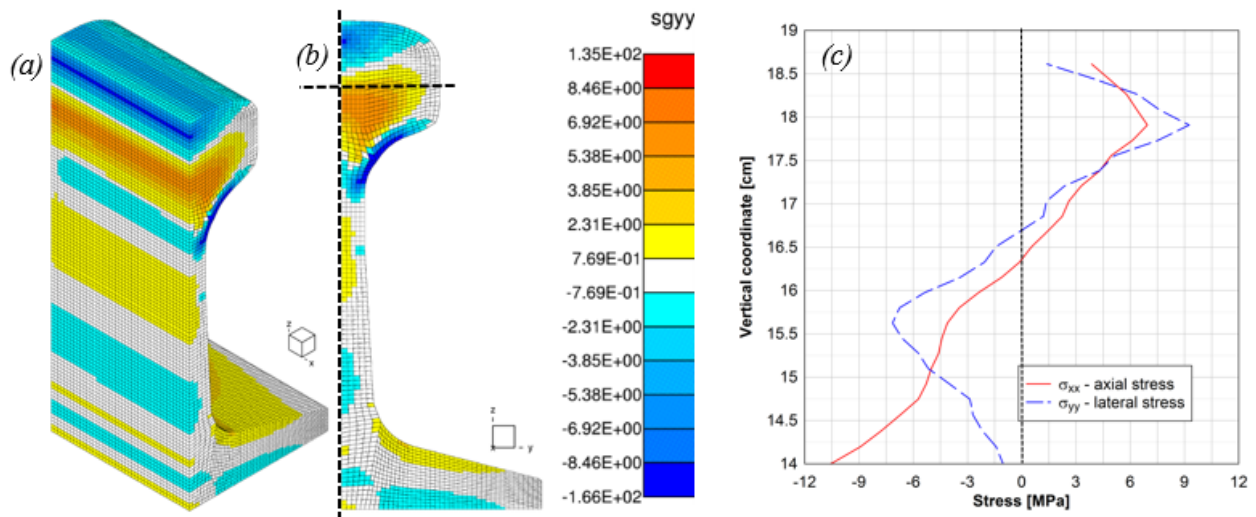 (a)
(b)
sgyy
1.35E+02
8.46E+00
6.92E+00
5.38E+00
3.85E+00
2.31E+00
7.69E-01
-7.69E-01
-2.31E+00
-3.85E+00
-5.38E+00
-6.92E+00
-8.46E+00
-1.66E+02
z
x
z
x
y
(c)
Vertical coordinate [cm]
19
18.5
18
17.5
17
16.5
16
15.5
15
14.5
14
σxx - axial stress
σyy - lateral stress
-12 -9 -6 -3 0 3 6 9 12
Stress [MPa]